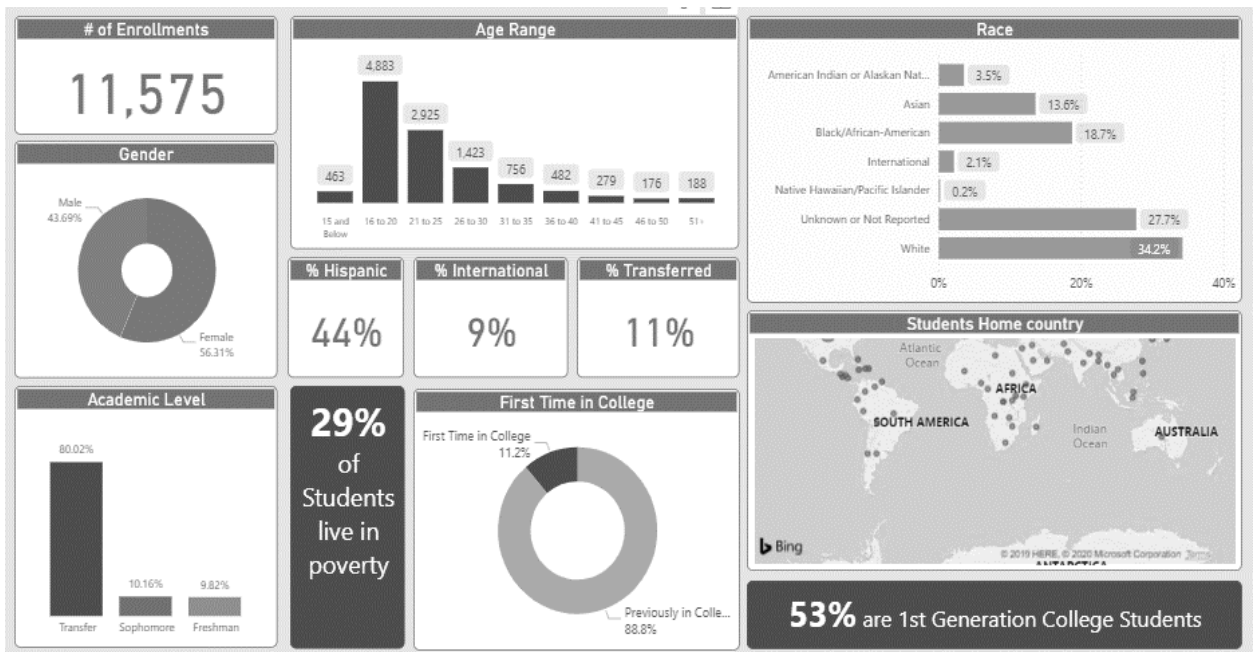 # of Enrollments
11,575
Gender
Male
43.69%
Female
56.31%
Age Range
4,883
2,925
1,423
756
482
463
279
176
188
15 and
Below
16 to 20
21 to 25
26 to 30
31 to 35
36 to 40
41 to 45
46 to 50
51+
Race
American Indian or Alaskan Nat...
3.5%
Asian
13.6%
Black/African-American
18.7%
International
2.1%
Native Hawaiian/Pacific Islander
0.2%
Unknown or Not Reported
27.7%
White
34.2%
0%
20%
40%
% Hispanic
44%
% International
9%
% Transferred
11%
Students Home country
Atlantic
Ocean
AFRICA
SOUTH AMERICA
Indian
Ocean
AUSTRALIA
Bing
© 2019 HERE, © 2020 Microsoft Corporation Terms
ANTARCTICA
Academic Level
80.02%
10.16%
9.82%
Transfer
Sophomore
Freshman
29%
of
Students
live in
poverty
First Time in College
First Time in College
11.2%
Previously in Colle...
88.8%
53% are 1st Generation College Students